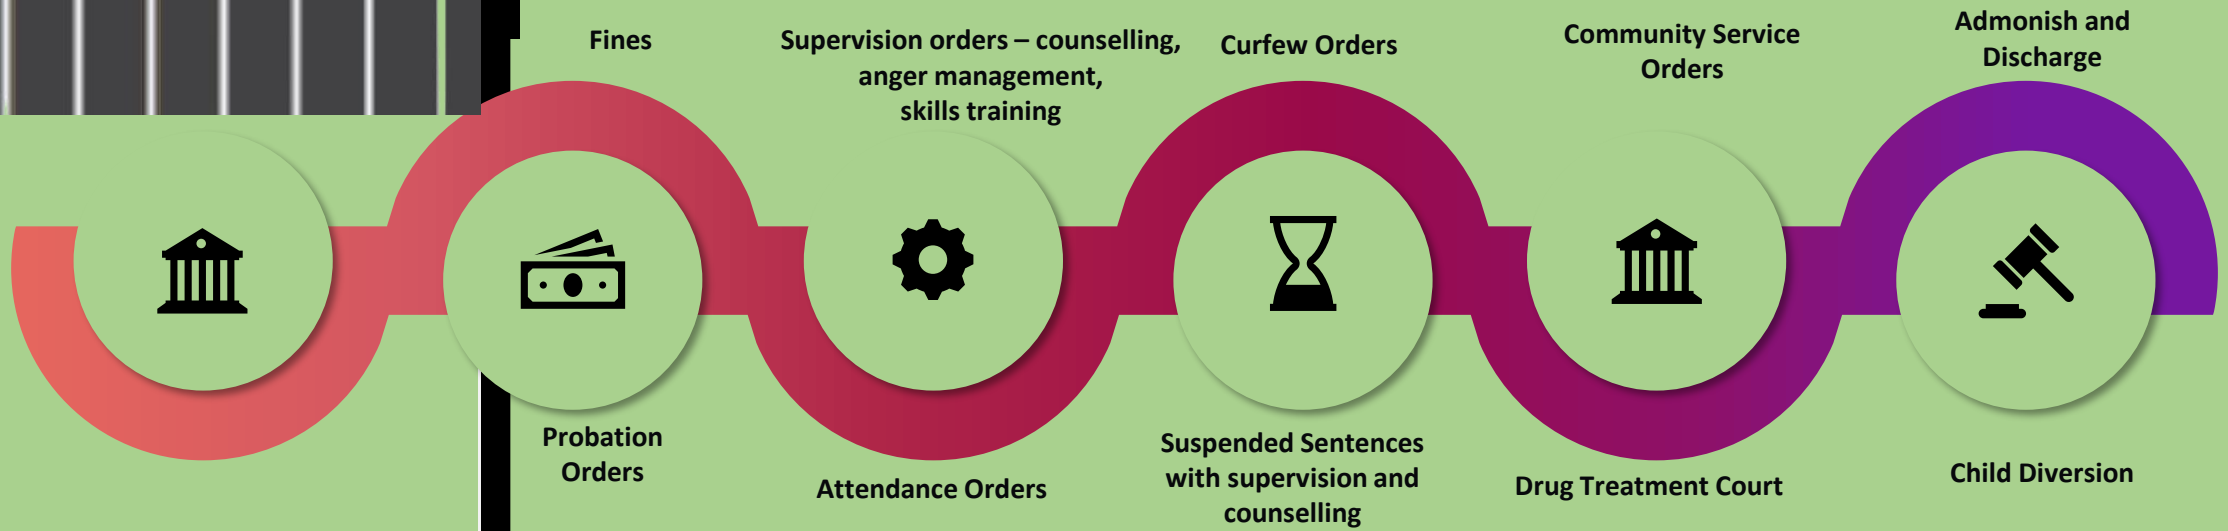 Fines
Supervision orders – counselling,
anger management,
skills training
Curfew Orders
Community Service
Orders
Admonish and
Discharge
Probation
Orders
Attendance Orders
Suspended Sentences
with supervision and
counselling
Drug Treatment Court
Child Diversion